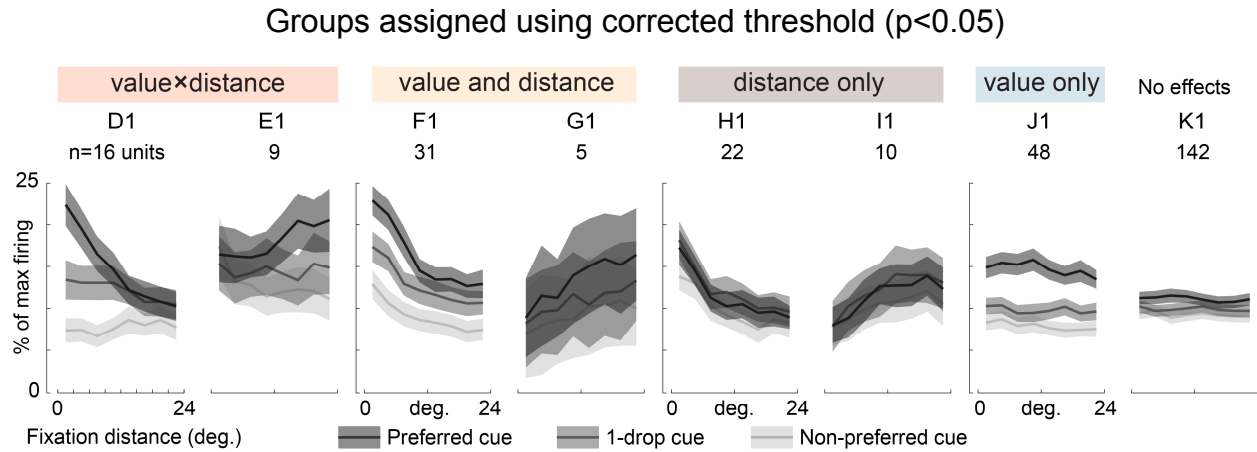 Groups assigned using corrected threshold (p<0.05)
value×distance value and distance distance only value only No effects
D1 E1 F1 G1 H1 I1 J1 K1
n=16 units 9 31 5 22 10 48 142
25
% of max firing
0
0 24 0 deg. 24 0 deg. 24 0 deg. 24
Fixation distance (deg.) Preferred cue 1-drop cue Non-preferred cue